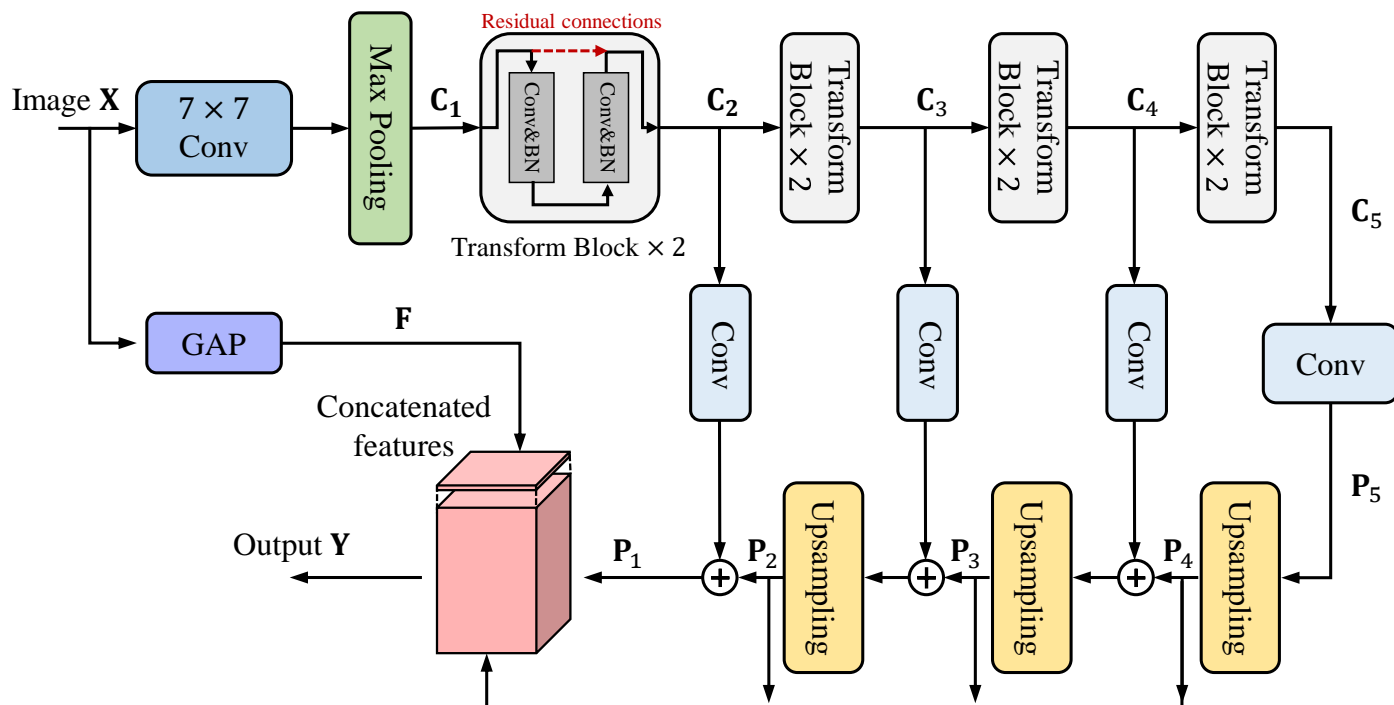 Residual connections
Image X
7 × 7
Conv
Max Pooling
C1
Conv&BN
Conv&BN
Transform Block × 2
C2
Transform
Block × 2
C3
Transform
Block × 2
C4
Transform
Block × 2
C5
GAP
F
Conv
Conv
Conv
Conv
Concatenated
features
P5
Output Y
P1
+
P2
Upsampling
+
P3
Upsampling
+
P4
Upsampling